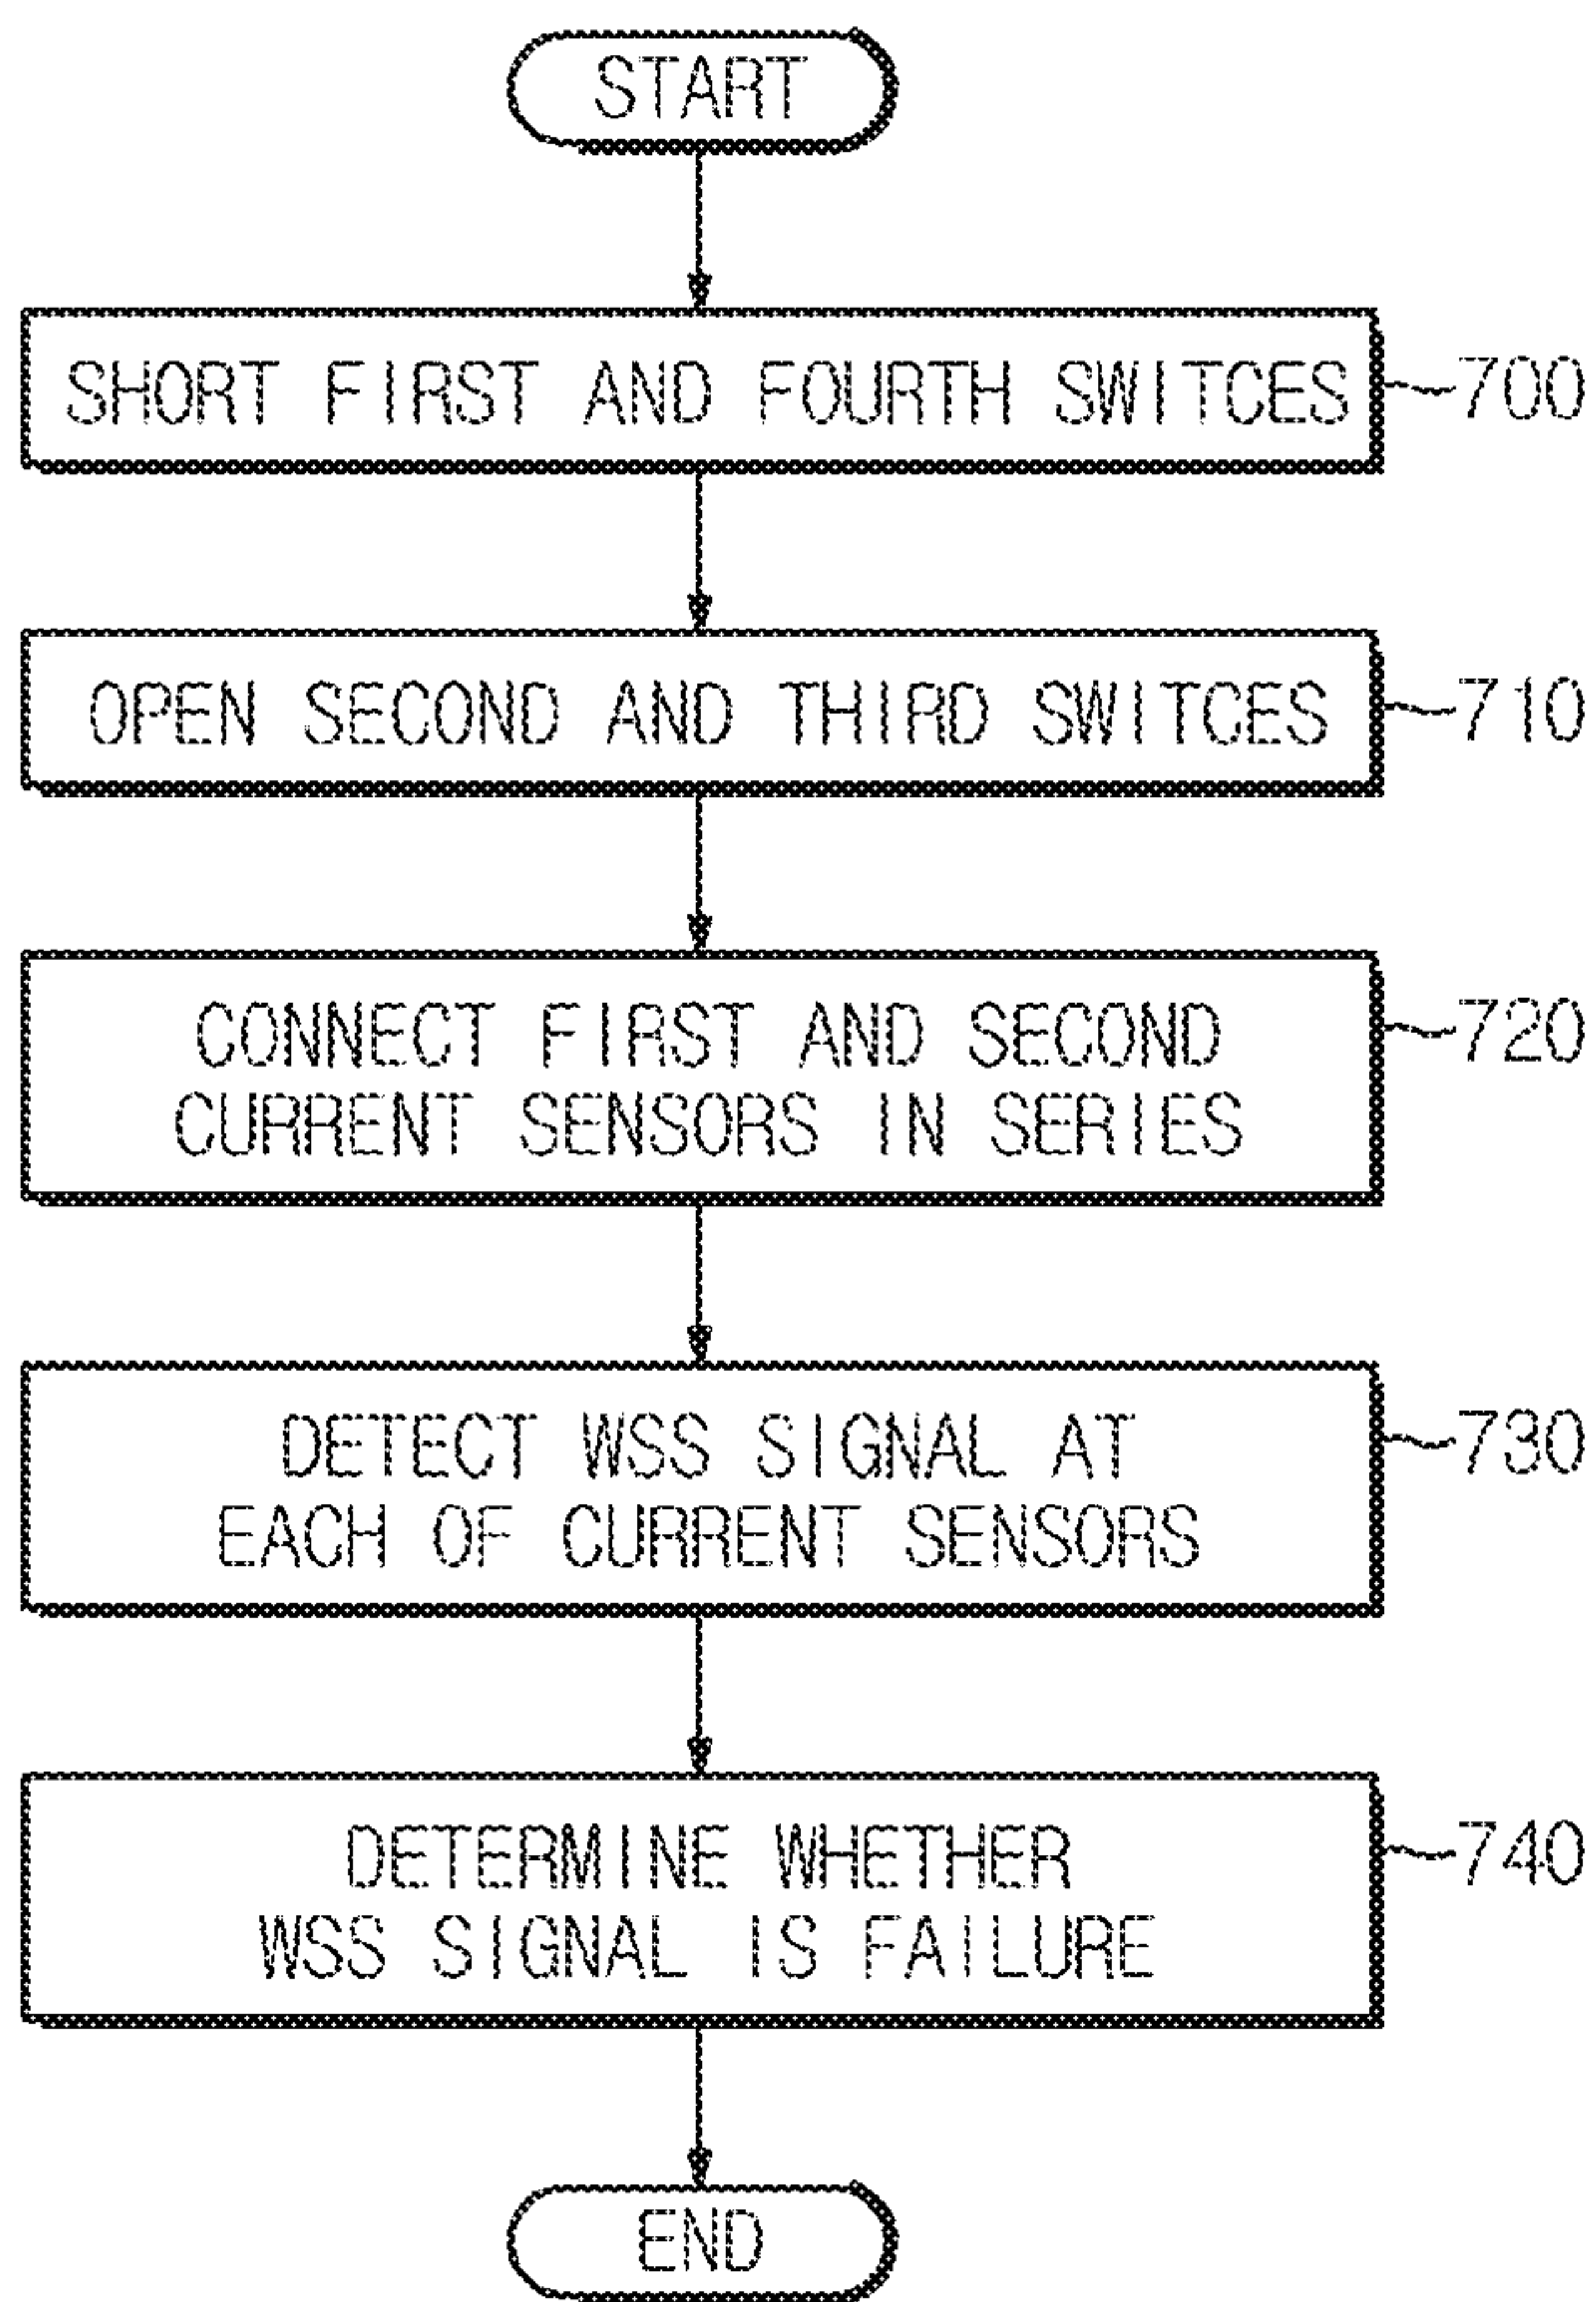 START
SHORT FIRST AND FOURTH SWITCES
700
OPEN SECOND AND THIRD SWITCES
710
CONNECT FIRST AND SECOND
CURRENT SENSORS IN SERIES
720
DETECT WSS SIGNAL AT
EACH OF CURRENT SENSORS
730
DETERMINE WHETHER
WSS SIGNAL IS FAILURE
740
END